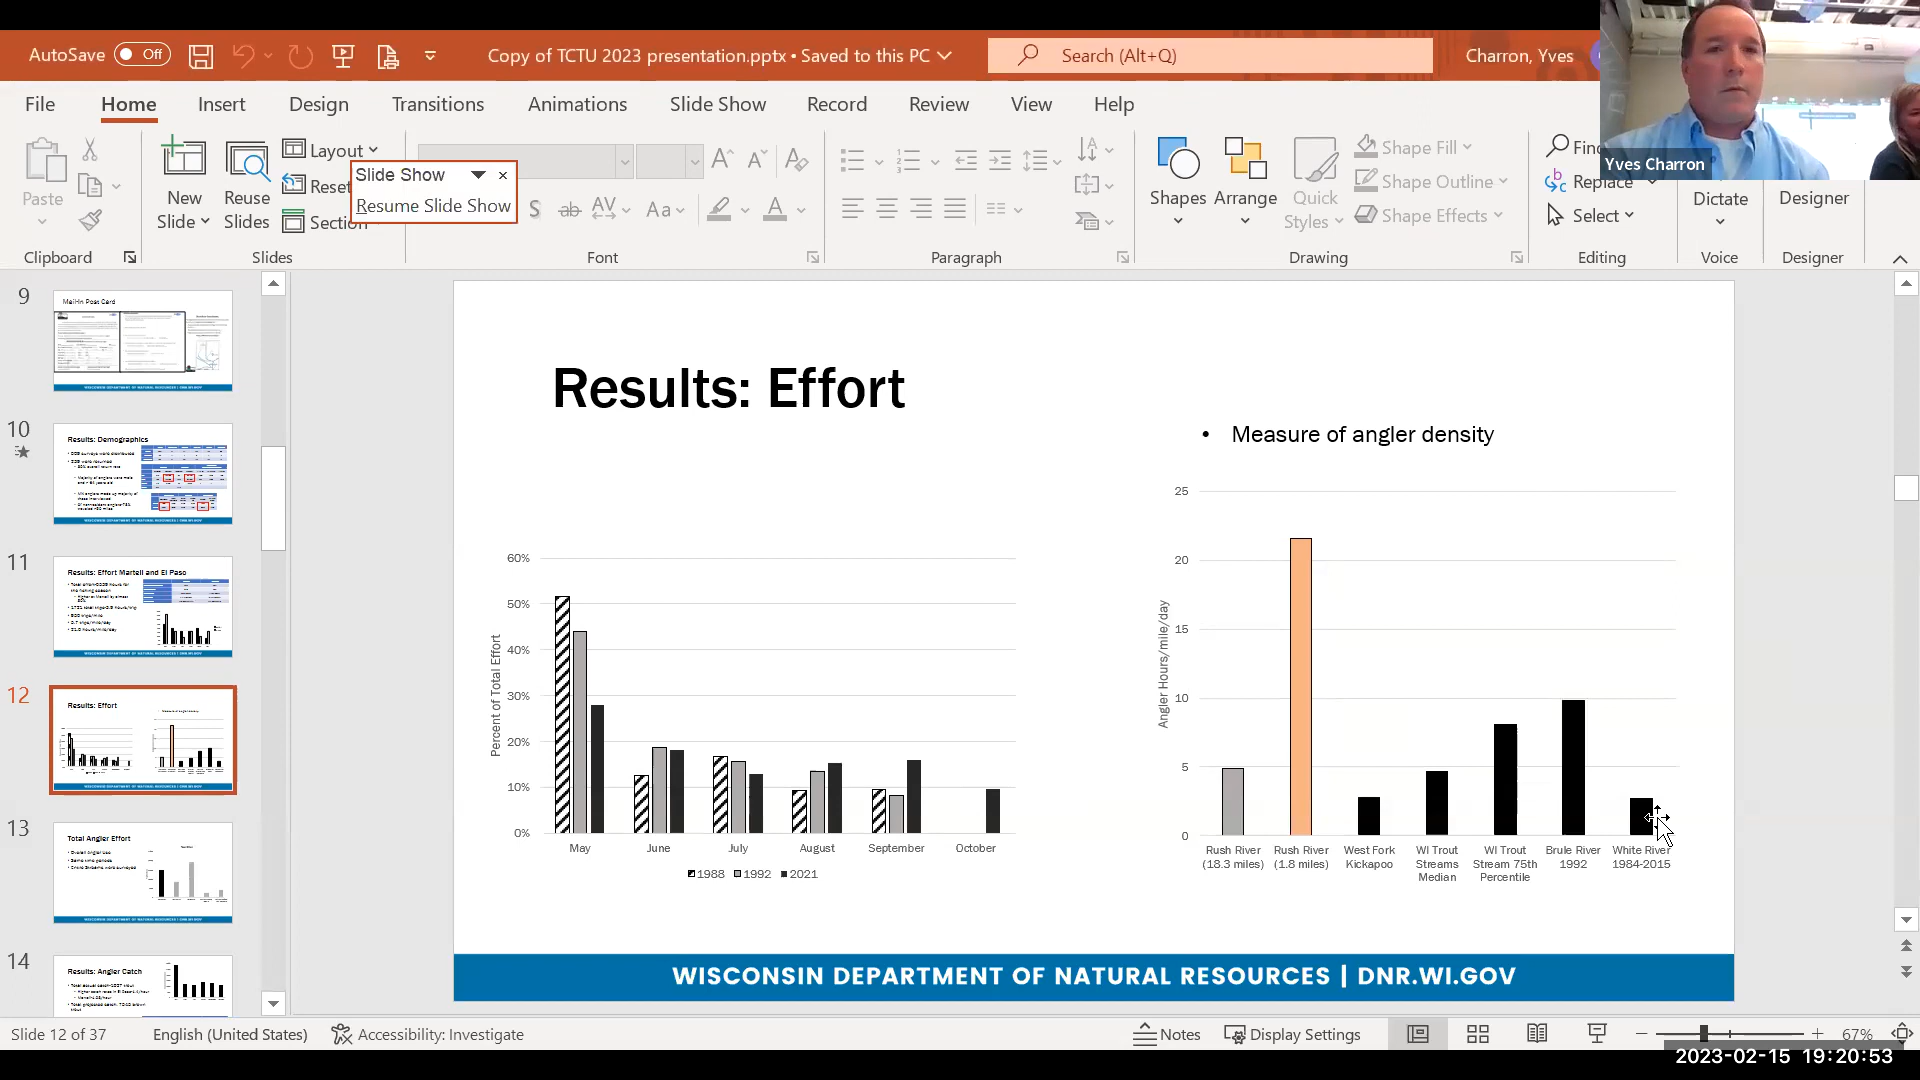 AutoSave Off
Copy of TCTU 2023 presentation.pptx • Saved to this PC
Search (Alt+Q)
Charron, Yves
File Home Insert Design Transitions Animations Slide Show Record Review View Help
Paste
Clipboard
New Slide
Reuse Slides
Layout
Reset
Section
Slides
Slide Show
Resume Slide Show
Font
Paragraph
Shapes
Arrange
Quick Styles
Shape Fill
Shape Outline
Shape Effects
Drawing
Find
Replace
Select
Editing
Dictate
Voice
Designer
Designer
Yves Charron
9
10
Results: Demographics
11
Results: Effort Martell and El Paso
12
Results: Effort
13
Total Angler Effort
14
Results: Angler Catch
Results: Effort
• Measure of angler density
Percent of Total Effort
60%
50%
40%
30%
20%
10%
0%
May June July August September October
1988 1992 2021
Angler Hours/mile/day
25
20
15
10
5
0
Rush River (18.3 miles)
Rush River (1.8 miles)
West Fork Kickapoo
WI Trout Streams Median
WI Trout Stream 75th Percentile
Brule River 1992
White River 1984-2015
WISCONSIN DEPARTMENT OF NATURAL RESOURCES | DNR.WI.GOV
Slide 12 of 37
English (United States)
Accessibility: Investigate
Notes
Display Settings
67%
2023-02-15 19:20:53